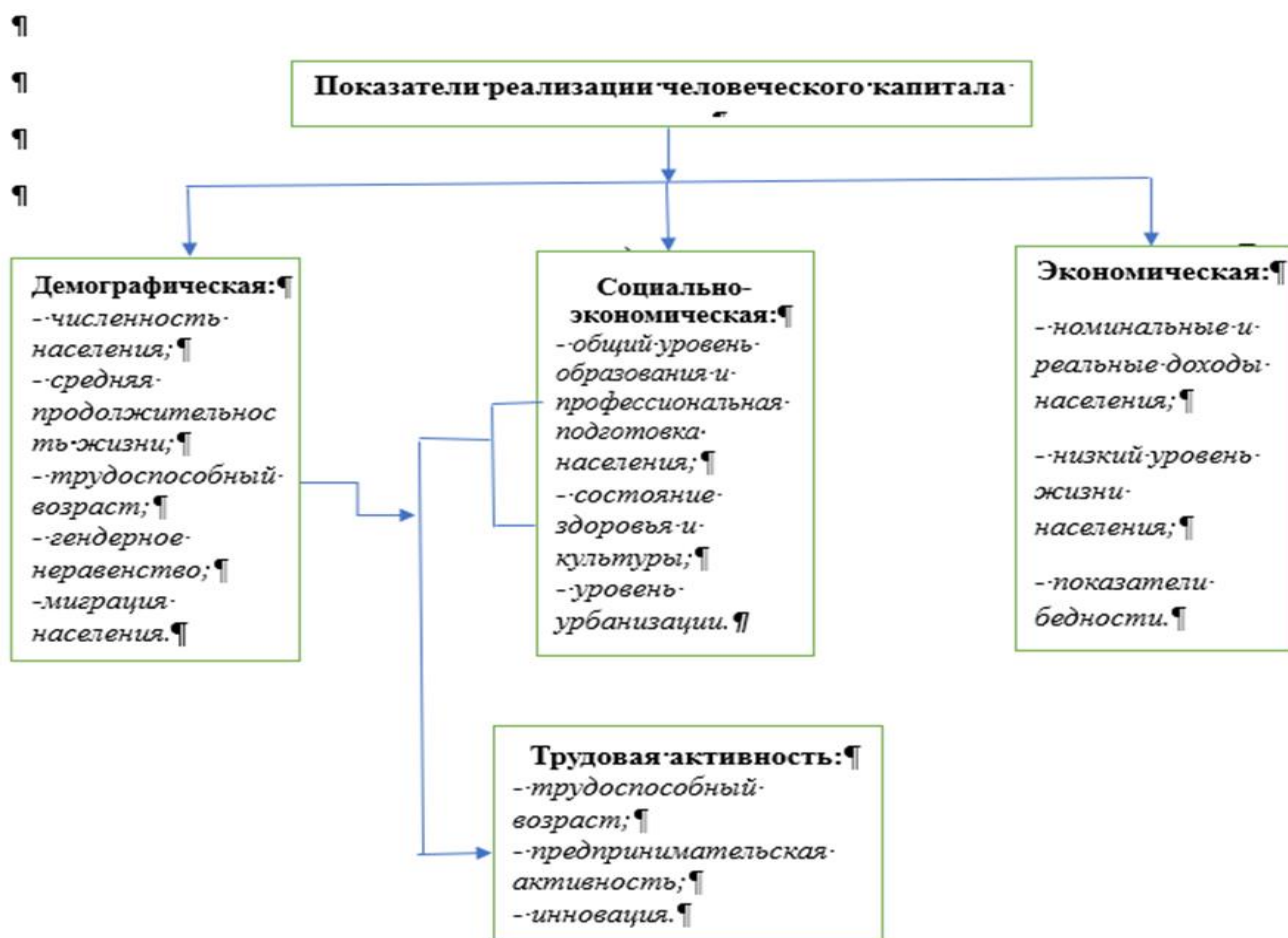 ¶
¶
¶
¶
Показатели·реализации·человеческого·капитала·
¶
Демографическая:¶
-·численность·
населения;¶
-·средняя·
продолжительнос
ть·жизни;¶
-·трудоспособный·
возраст;¶
-·гендерное·
неравенство;¶
-миграция·
населения.¶
Социально-
экономическая:¶
-·общий·уровень·
образования·и·
профессиональная·
подготовка·
населения;¶
-·состояние·
здоровья·и·
культуры;¶
-·уровень·
урбанизации.¶
Экономическая:¶
-·номинальные·и·
реальные·доходы·
населения;¶
-·низкий·уровень·
жизни·
населения;¶
-·показатели·
бедности.¶
Трудовая·активность:¶
-·трудоспособный·
возраст;¶
-·предпринимательская·
активность;¶
-·инновация.¶